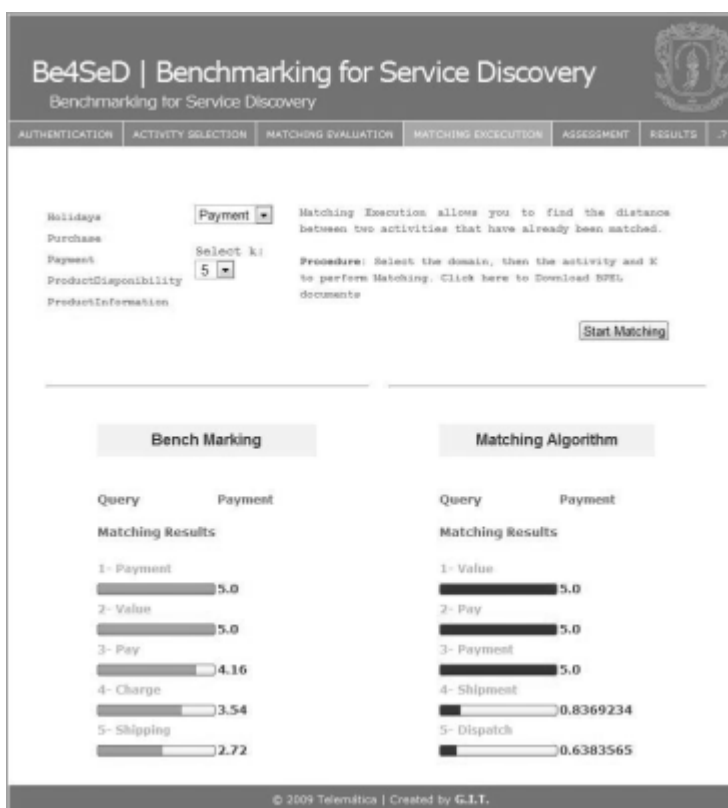 Be4SeD | Benchmarking for Service Discovery
Benchmarking for Service Discovery
AUTHENTICATION ACTIVITY SELECTION MATCHING EVALUATION MATCHING EXCECUTION ASSESSMENT RESULTS .?
Holidays
Purchase
Payment
ProductDisponibility
ProductInformation
Payment
Select k:
5
Matching Execution allows you to find the distance
between two activities that have already been matched.
Procedure: Select the domain, then the activity and K
to perform Matching. Click here to Download BPEL
documents
Start Matching
Bench Marking
Query Payment
Matching Results
1- Payment
5.0
2- Value
5.0
3- Pay
4.16
4- Charge
3.54
5- Shipping
2.72
Matching Algorithm
Query Payment
Matching Results
1- Value
5.0
2- Pay
5.0
3- Payment
5.0
4- Shipment
0.8369234
5- Dispatch
0.6383565
© 2009 Telemática | Created by G.I.T.